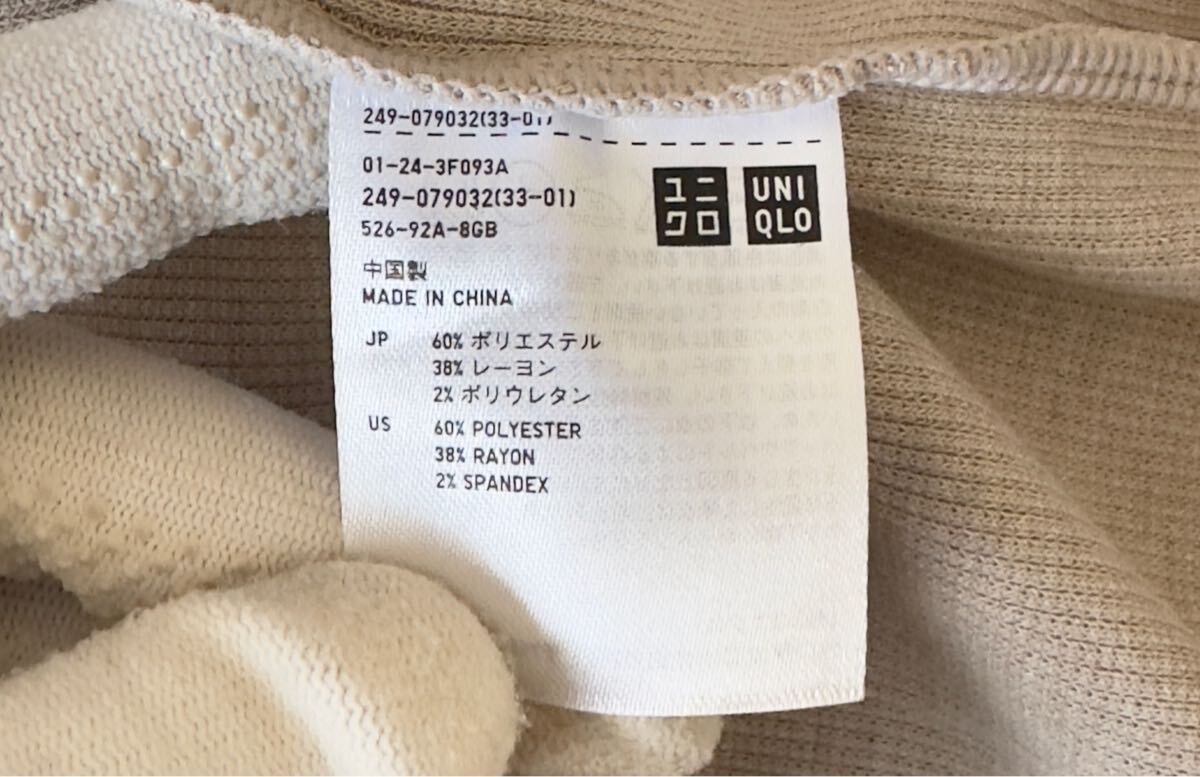 249-079032(33-01)
01-24-3F093A
249-079032(33-01)
526-92A-8GB
ユニクロ
UNIQLO
中国製
MADE IN CHINA
JP 60% ポリエステル
38% レーヨン
2% ポリウレタン
US 60% POLYESTER
38% RAYON
2% SPANDEX